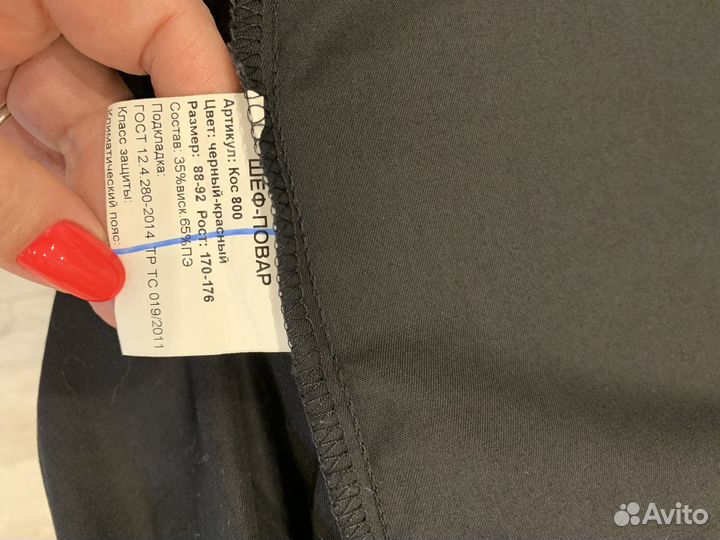 ШЕФ-ПОВАР
Артикул: Кос 800
Цвет: черный-красный
Размер: 88-92 Рост: 170-176
Состав: 35%виск.65%ПЭ
Подкладка:
ГОСТ 12.4.280-2014 ТР ТС 019/2011
Класс защиты:
Климатический пояс:
Avito